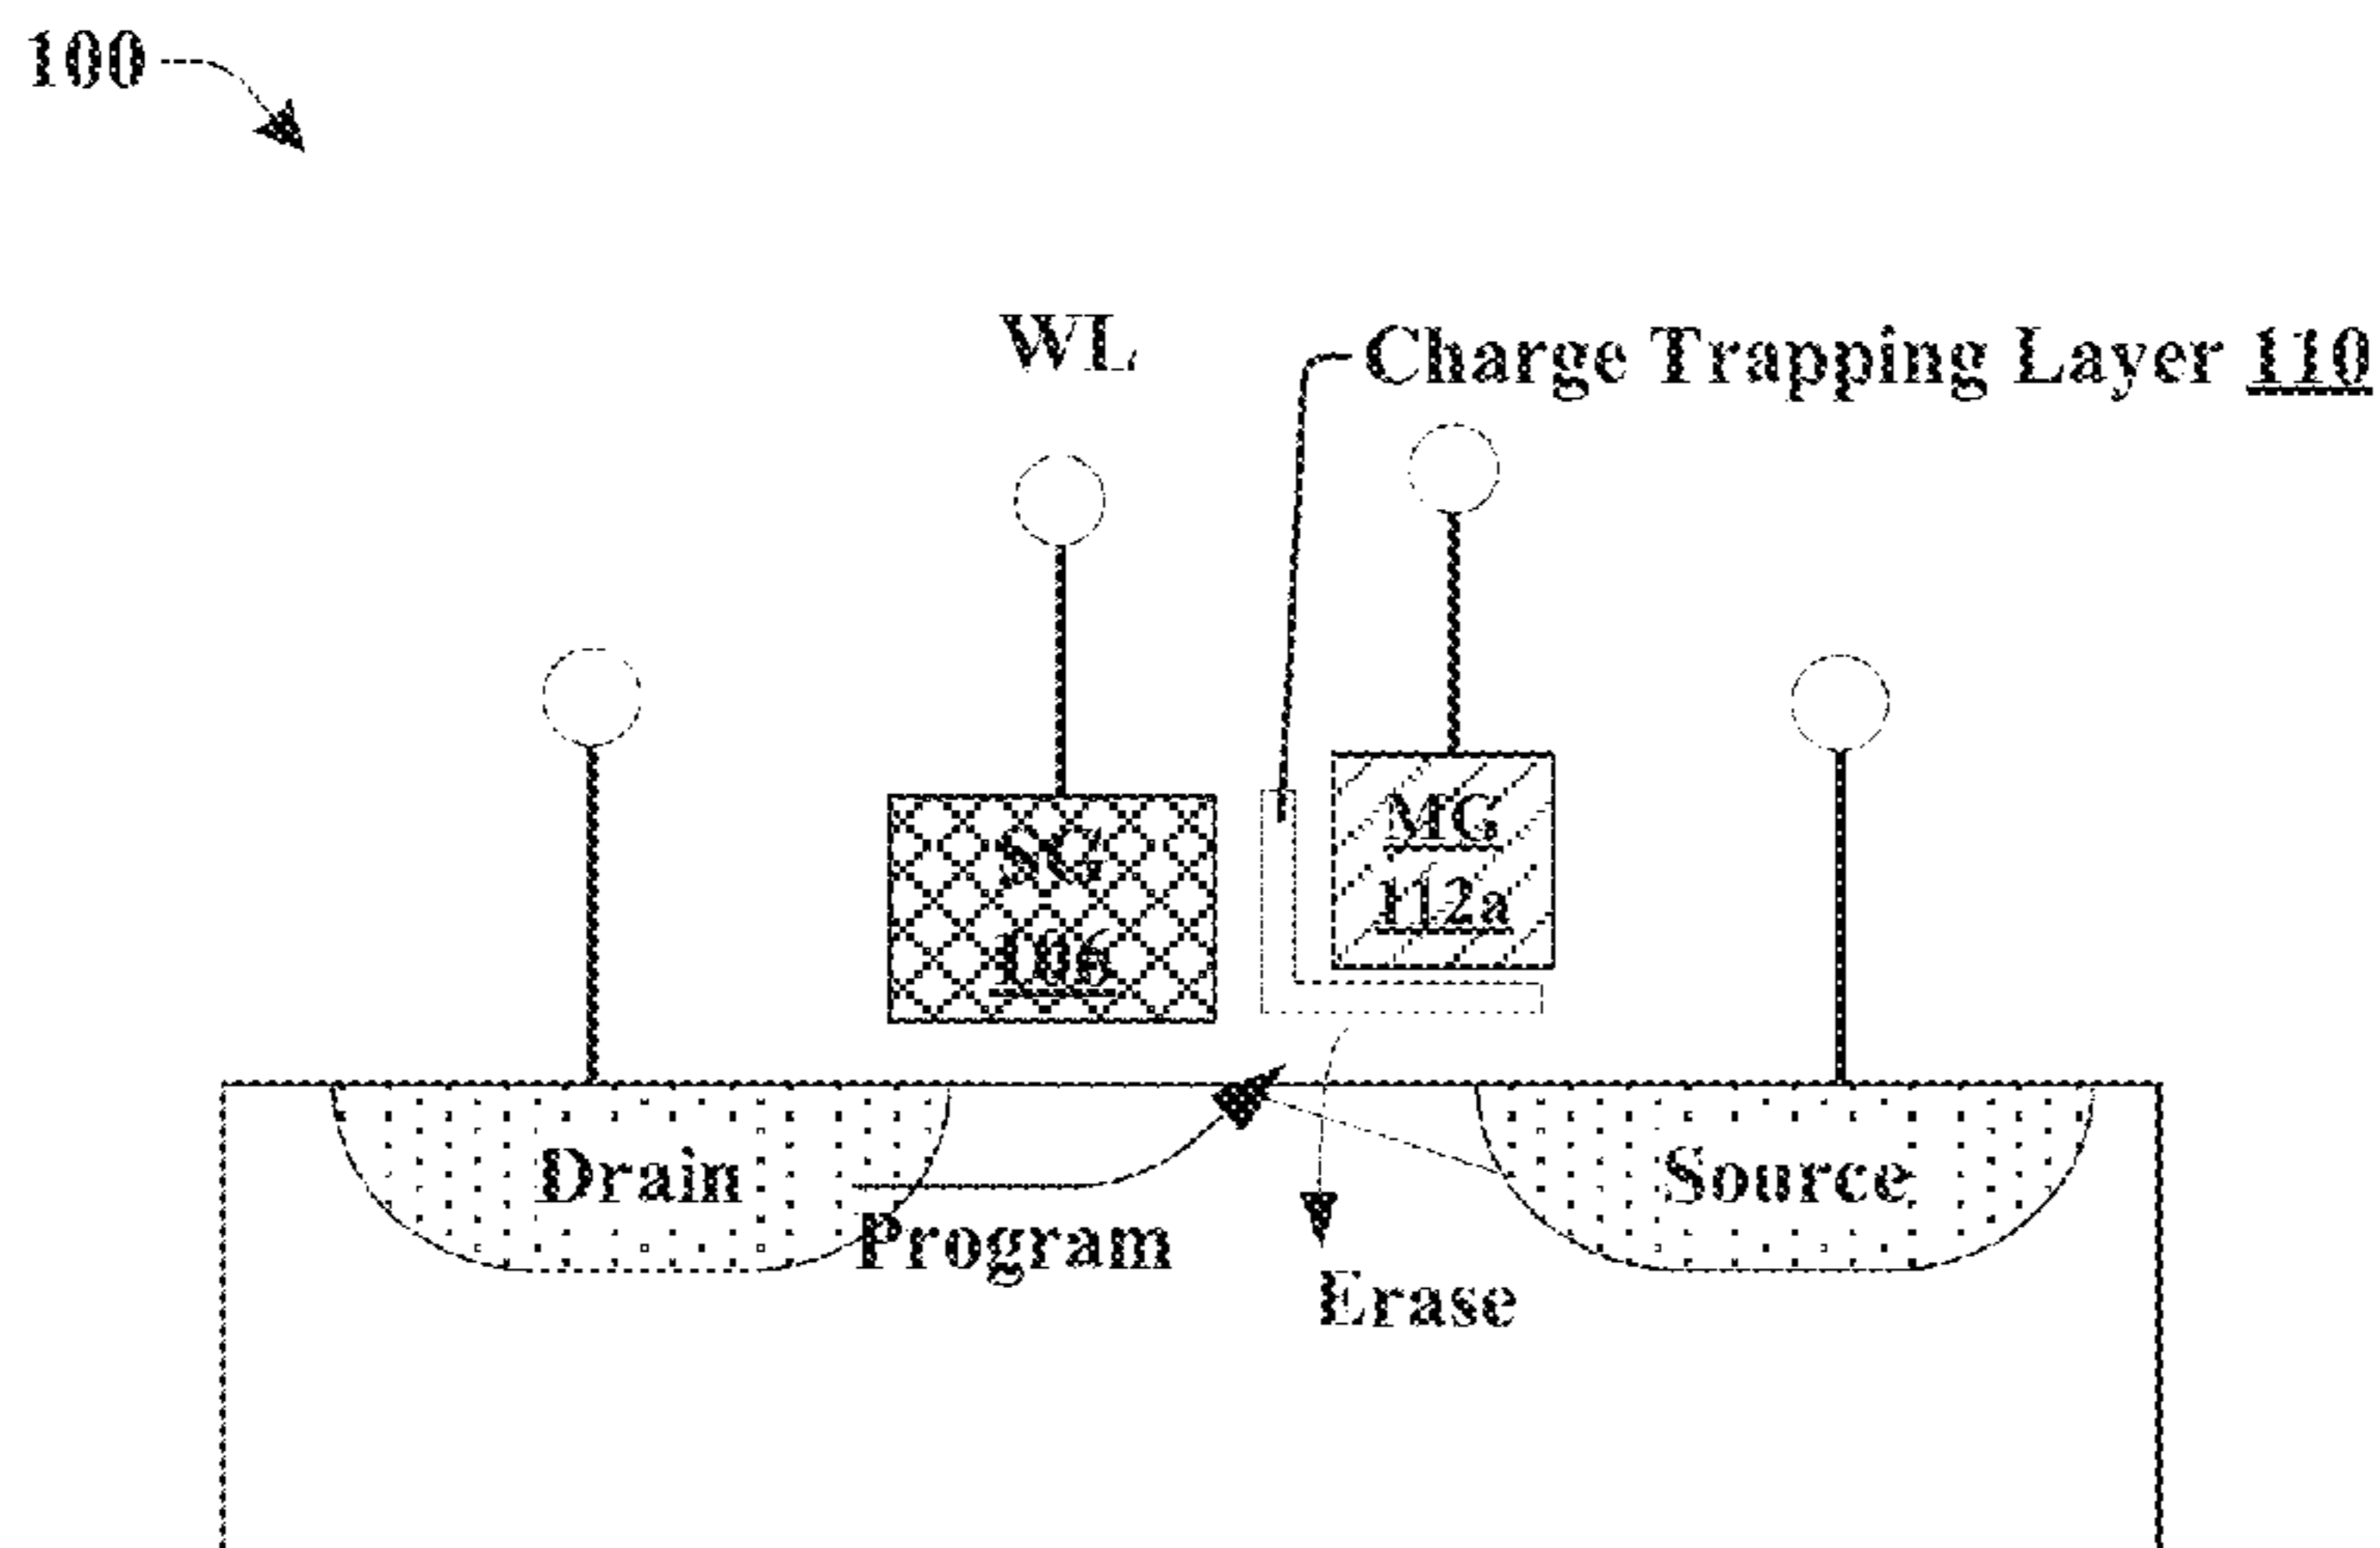 100
WL
Charge Trapping Layer 110
MG
112a
SG
106
Drain
Source
Program
Erase